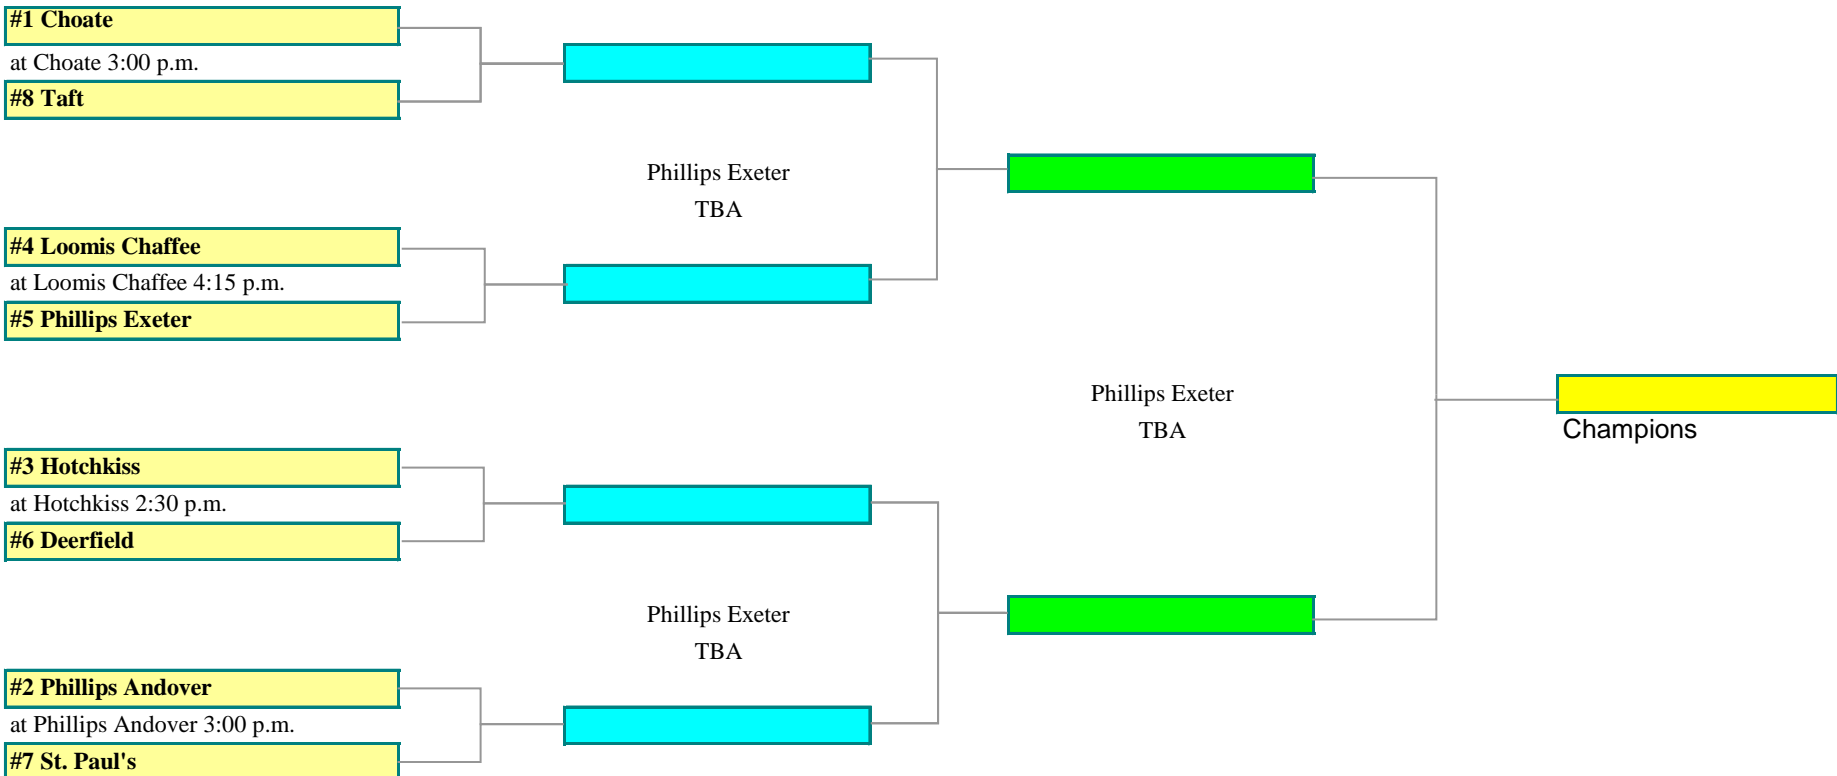 #1 Choate
at Choate 3:00 p.m.
#8 Taft
Phillips Exeter
TBA
#4 Loomis Chaffee
at Loomis Chaffee 4:15 p.m.
#5 Phillips Exeter
Phillips Exeter
TBA
Champions
#3 Hotchkiss
at Hotchkiss 2:30 p.m.
#6 Deerfield
Phillips Exeter
TBA
#2 Phillips Andover
at Phillips Andover 3:00 p.m.
#7 St. Paul's